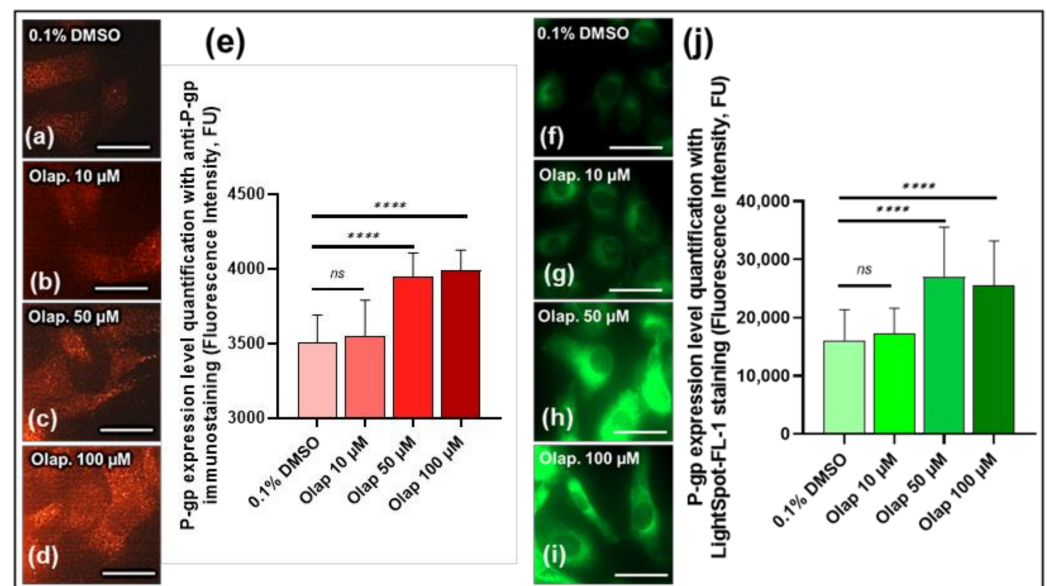 0.1% DMSO
(a)
Olap. 10 µM
(b)
Olap. 50 µM
(c)
Olap. 100 µM
(d)
(e)
P-gp expression level quantification with anti-P-gp
immunostaining (Fluorescence Intensity, FU)
4500
4000
3500
3000
****
****
ns
0.1% DMSO
Olap 10 µM
Olap 50 µM
Olap 100 µM
0.1% DMSO
(f)
Olap. 10 µM
(g)
Olap. 50 µM
(h)
Olap. 100 µM
(i)
(j)
P-gp expression level quantification with
LightSpot-FL-1 staining (Fluorescence Intensity, FU)
40,000
30,000
20,000
10,000
0
****
****
ns
0.1% DMSO
Olap 10 µM
Olap 50 µM
Olap 100 µM